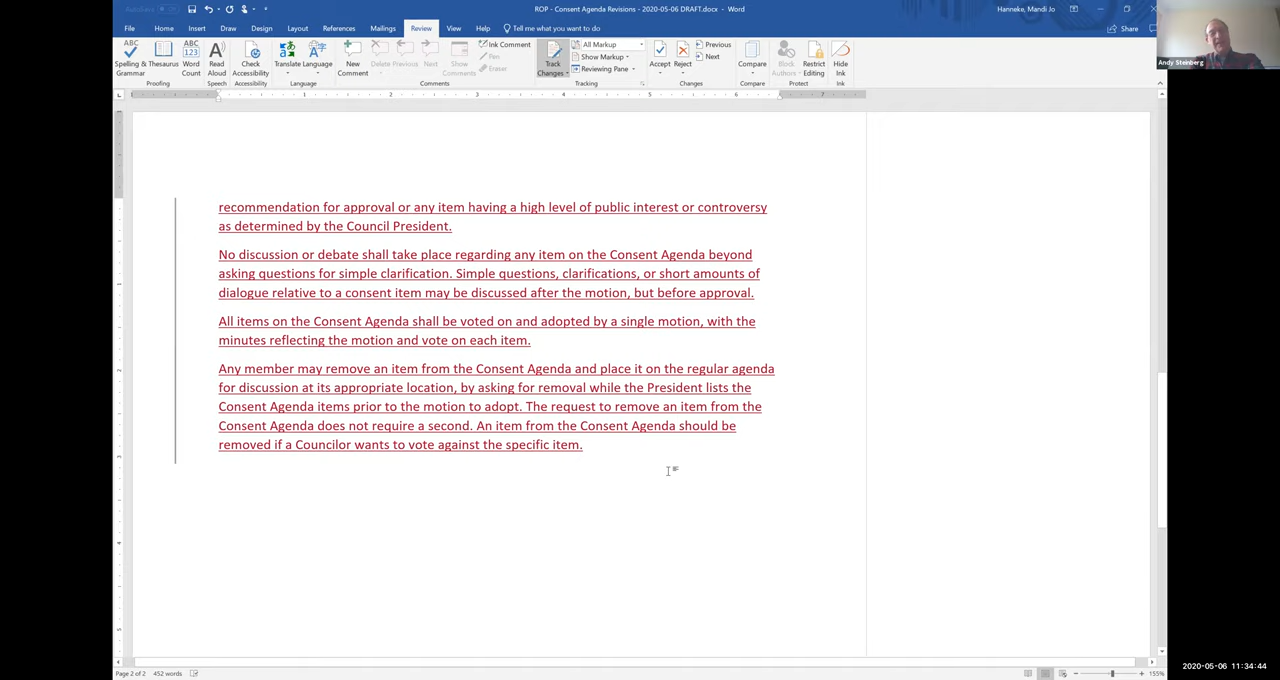 ROP - Consent Agenda Revisions - 2020-05-06 DRAFT.docx - Word
Hanneke, Mandi Jo
File Home Insert Draw Design Layout References Mailings Review View Help Tell me what you want to do
Share
Spelling & Grammar
Thesaurus
Word Count
Read Aloud
Check Accessibility
Translate
Language
New Comment
Delete
Previous
Next
Show Comments
Ink Comment
Pen
Eraser
Track Changes
All Markup
Show Markup
Reviewing Pane
Accept
Reject
Previous
Next
Compare
Block Authors
Restrict Editing
Hide Ink
Proofing
Speech
Accessibility
Language
Comments
Tracking
Changes
Compare
Protect
Ink
Andy Steinberg
recommendation for approval or any item having a high level of public interest or controversy
as determined by the Council President.
No discussion or debate shall take place regarding any item on the Consent Agenda beyond
asking questions for simple clarification. Simple questions, clarifications, or short amounts of
dialogue relative to a consent item may be discussed after the motion, but before approval.
All items on the Consent Agenda shall be voted on and adopted by a single motion, with the
minutes reflecting the motion and vote on each item.
Any member may remove an item from the Consent Agenda and place it on the regular agenda
for discussion at its appropriate location, by asking for removal while the President lists the
Consent Agenda items prior to the motion to adopt. The request to remove an item from the
Consent Agenda does not require a second. An item from the Consent Agenda should be
removed if a Councilor wants to vote against the specific item.
Page 2 of 2 452 words
155%
2020-05-06 11:34:44